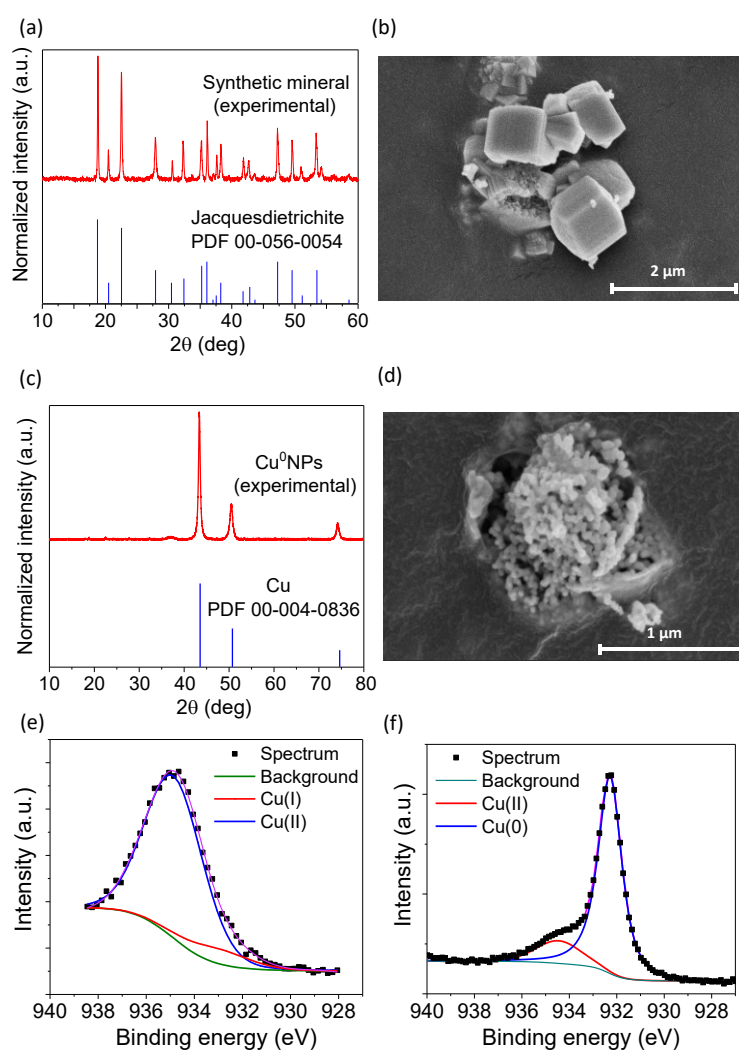 (a)
Normalized intensity (a.u.)
Synthetic mineral
(experimental)
Jacquesdietrichite
PDF 00-056-0054
10 20 30 40 50 60
2θ (deg)
(b)
2 µm
(c)
Normalized intensity (a.u.)
Cu⁰NPs
(experimental)
Cu
PDF 00-004-0836
10 20 30 40 50 60 70 80
2θ (deg)
(d)
1 µm
(e)
Intensity (a.u.)
Spectrum
Background
Cu(I)
Cu(II)
940 938 936 934 932 930 928
Binding energy (eV)
(f)
Intensity (a.u.)
Spectrum
Background
Cu(II)
Cu(0)
940 938 936 934 932 930 928
Binding energy (eV)